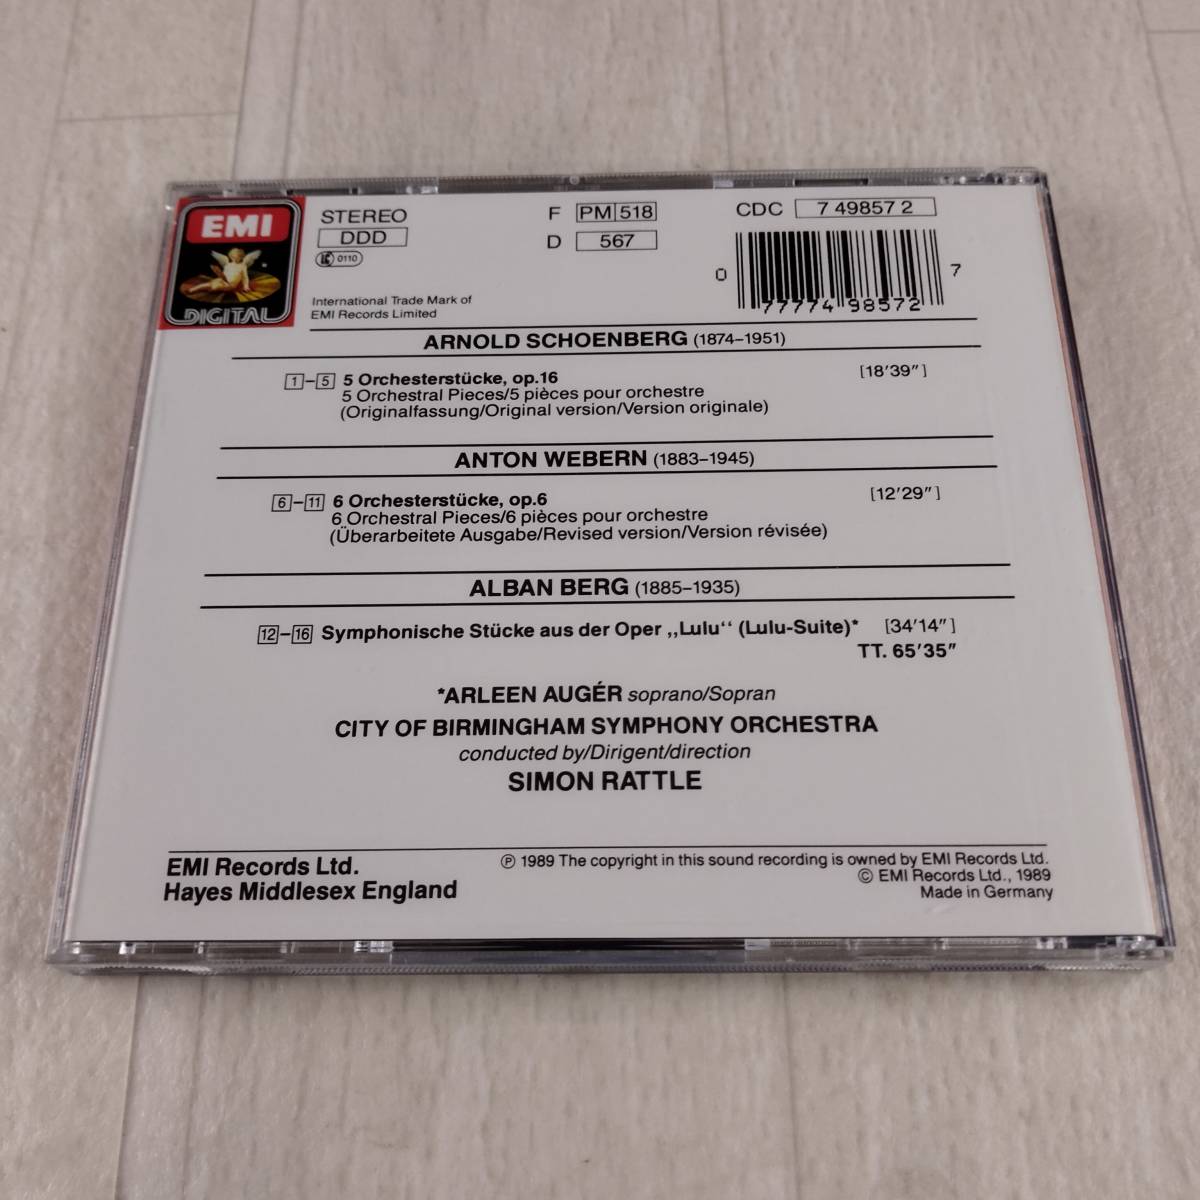 EMI
DIGITAL
STEREO
DDD
LC 0110
F PM 518
D 567
CDC 7 49857 2
0 77774 98572 7
International Trade Mark of
EMI Records Limited
ARNOLD SCHOENBERG (1874–1951)
1–5 5 Orchesterstücke, op.16 [18'39"]
5 Orchestral Pieces/5 pièces pour orchestre
(Originalfassung/Original version/Version originale)
ANTON WEBERN (1883–1945)
6–11 6 Orchesterstücke, op.6 [12'29"]
6 Orchestral Pieces/6 pièces pour orchestre
(Überarbeitete Ausgabe/Revised version/Version révisée)
ALBAN BERG (1885–1935)
12–16 Symphonische Stücke aus der Oper „Lulu“ (Lulu-Suite)* [34'14"]
TT. 65'35"
*ARLEEN AUGÉR soprano/Sopran
CITY OF BIRMINGHAM SYMPHONY ORCHESTRA
conducted by/Dirigent/direction
SIMON RATTLE
EMI Records Ltd.
Hayes Middlesex England
℗ 1989 The copyright in this sound recording is owned by EMI Records Ltd.
© EMI Records Ltd., 1989
Made in Germany